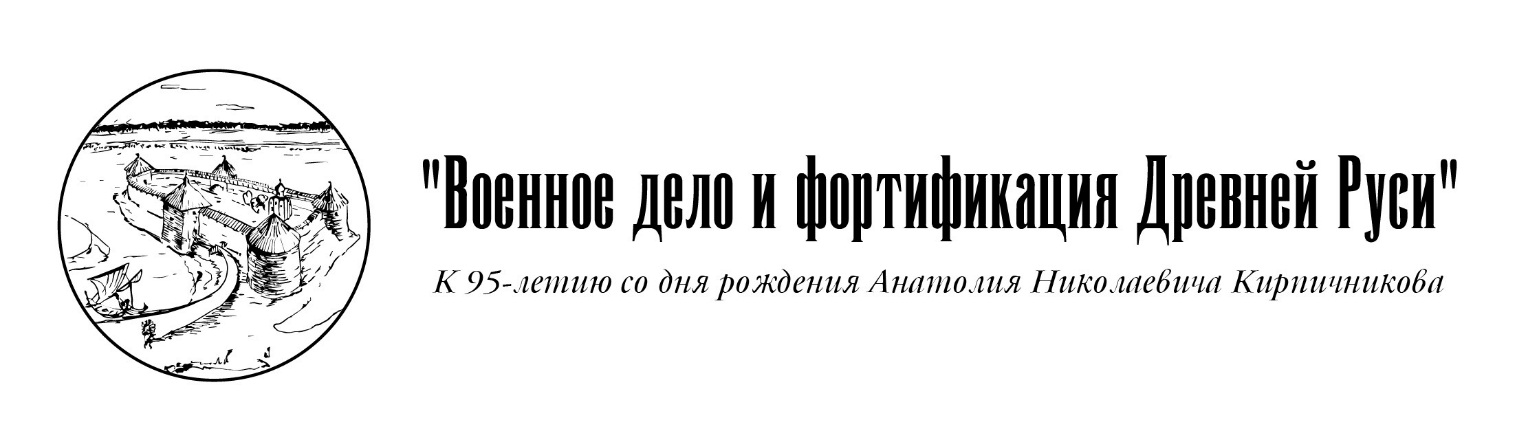 "Военное дело и фортификация Древней Руси"
К 95-летию со дня рождения Анатолия Николаевича Кирпичникова